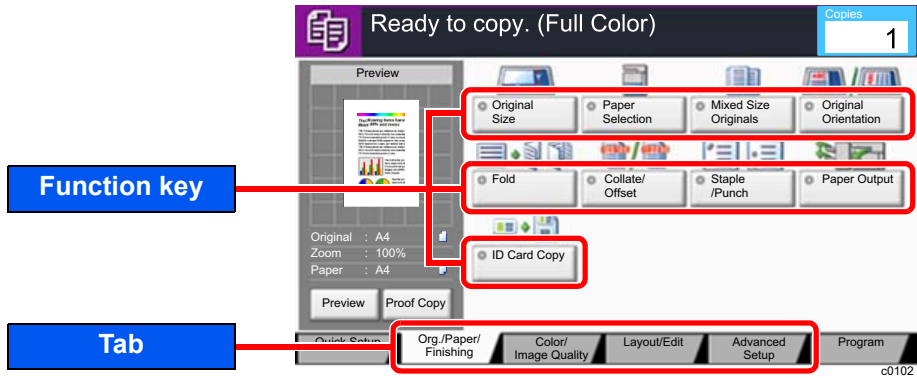 Ready to copy. (Full Color)
Copies
1
Preview
Original
Size
Paper
Selection
Mixed Size
Originals
Original
Orientation
Function key
Fold
Collate/
Offset
Staple
/Punch
Paper Output
Original : A4
Zoom : 100%
Paper : A4
ID Card Copy
Preview
Proof Copy
Tab
Quick Setup
Org./Paper/
Finishing
Color/
Image Quality
Layout/Edit
Advanced
Setup
Program
c0102